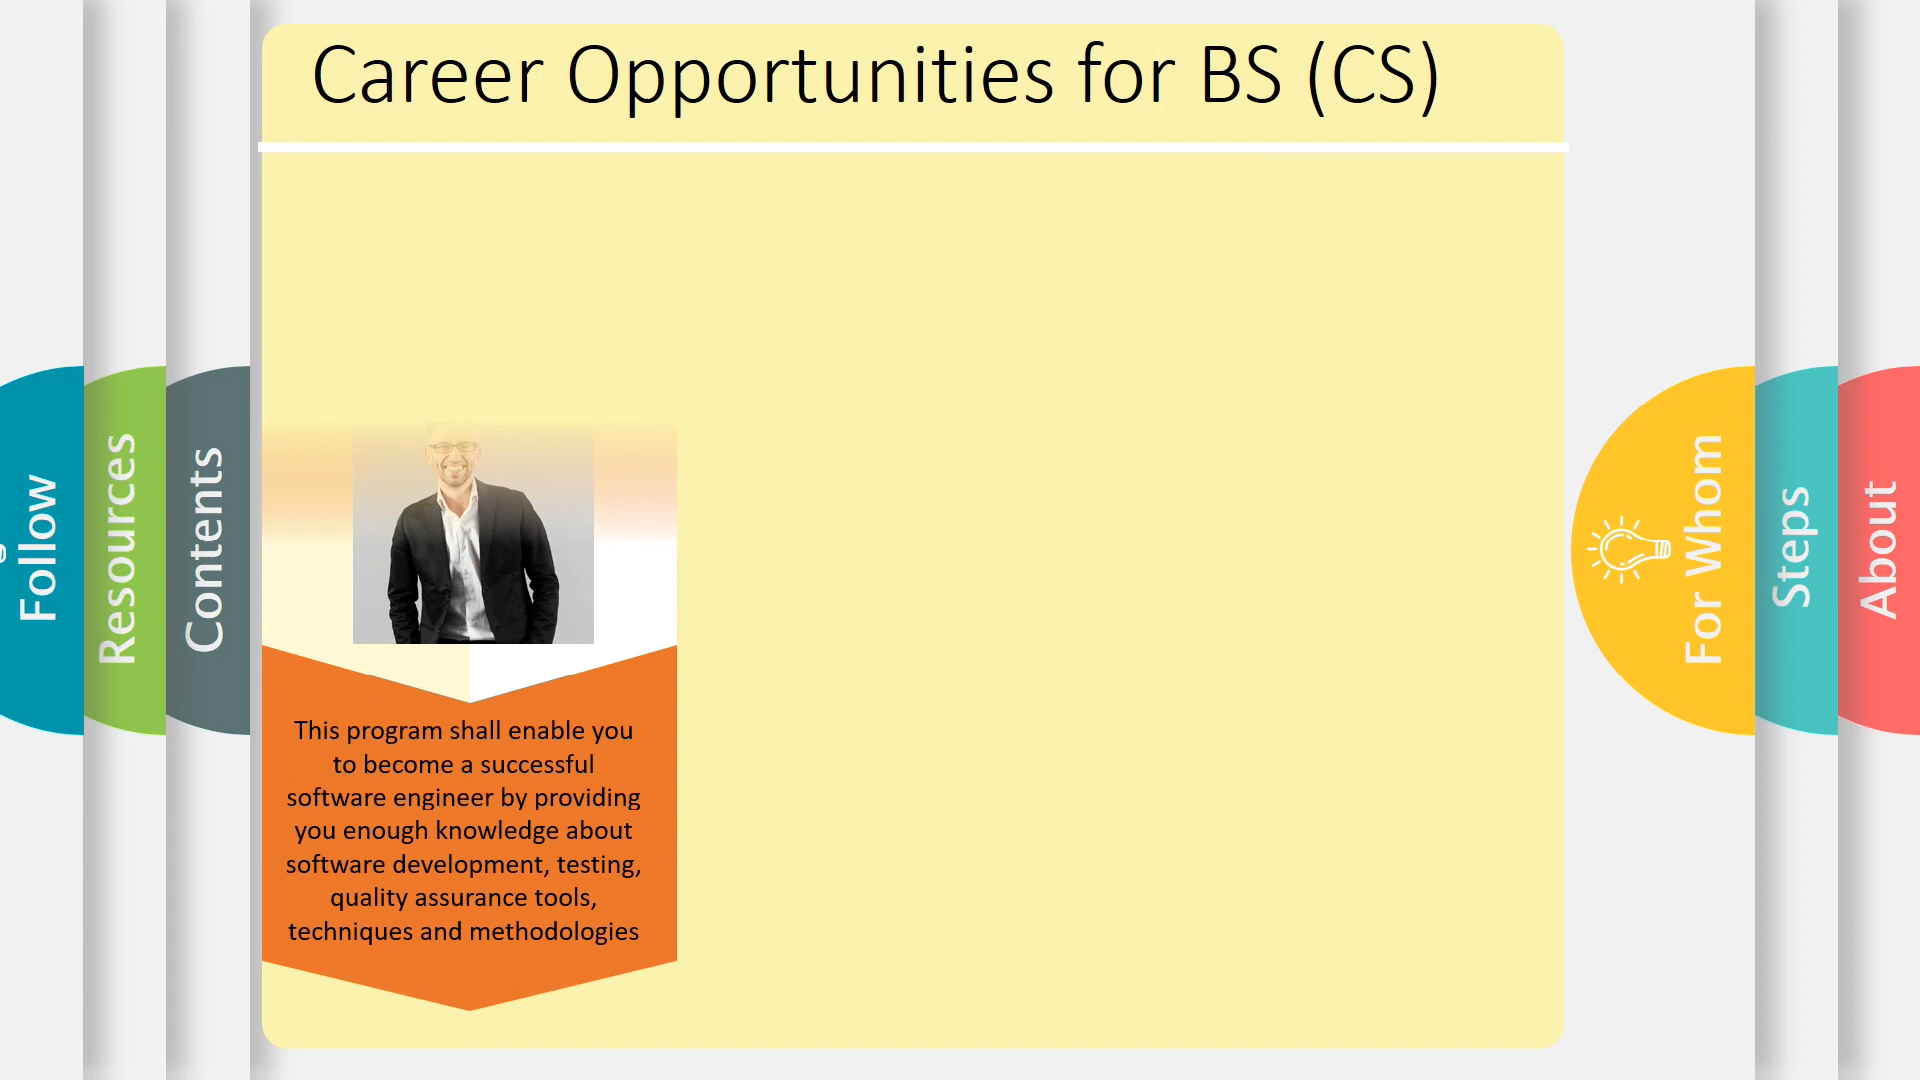 Career Opportunities for BS (CS)
Follow
Resources
Contents
This program shall enable you
to become a successful
software engineer by providing
you enough knowledge about
software development, testing,
quality assurance tools,
techniques and methodologies
For Whom
Steps
About